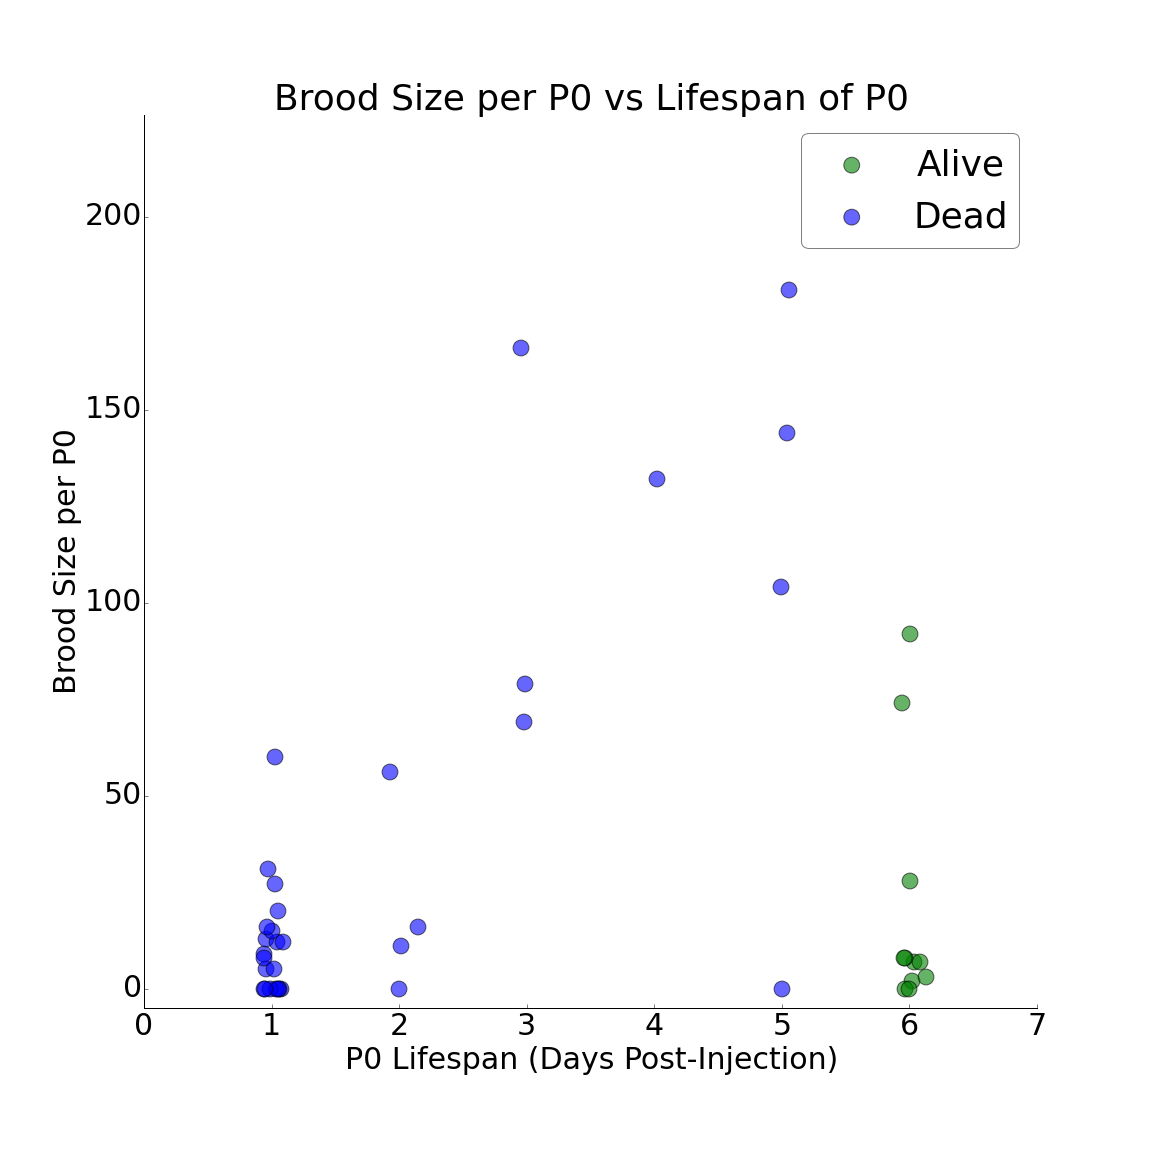 Brood Size per P0 vs Lifespan of P0
Alive
Dead
Brood Size per P0
200
150
100
50
0
0 1 2 3 4 5 6 7
P0 Lifespan (Days Post-Injection)